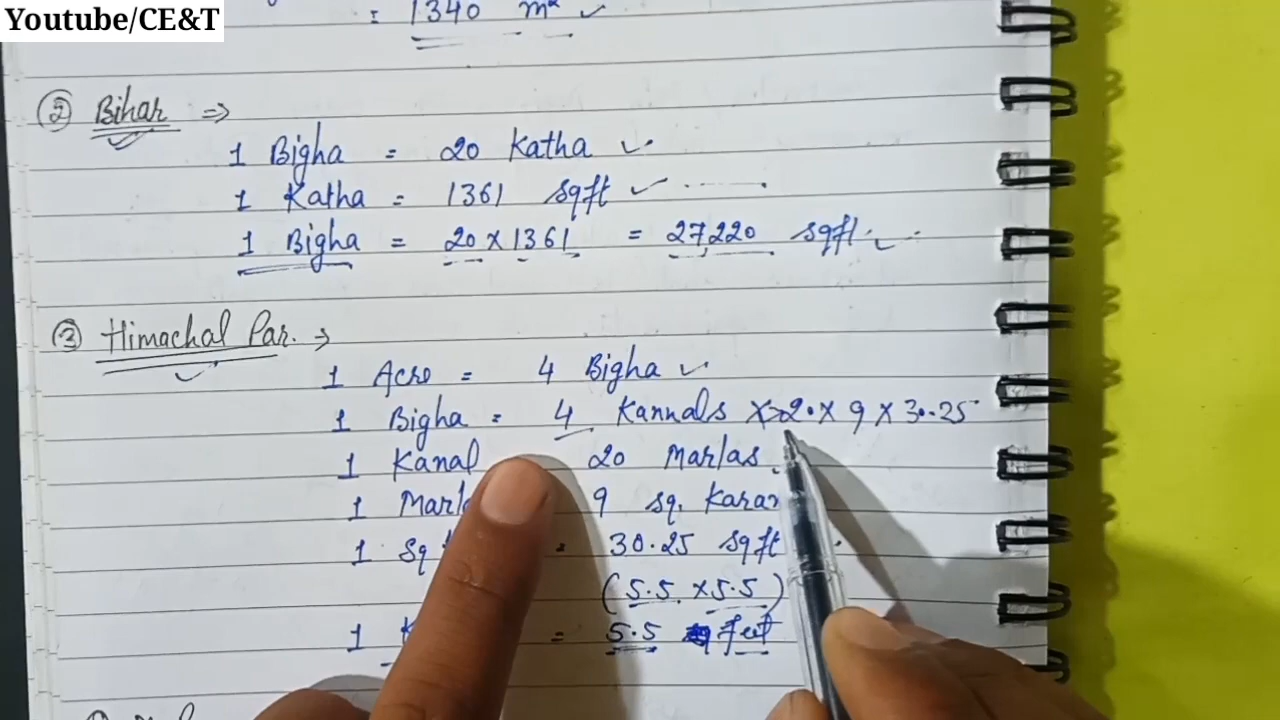 Youtube/CE&T
= 1340 m²
② Bihar ⇒
1 Bigha = 20 Katha ✓
1 Katha = 1361 sqft ✓
1 Bigha = 20 x 1361 = 27,220 sqft.
③ Himachal Par. →
1 Acre = 4 Bigha ✓
1 Bigha = 4 Kannals x 20 x 9 x 30.25
1 Kanal 20 Marlas
1 9 sq. Karam
1 Sq = 30.25 sqft
(5.5 x 5.5)
1 = 5.5 feet